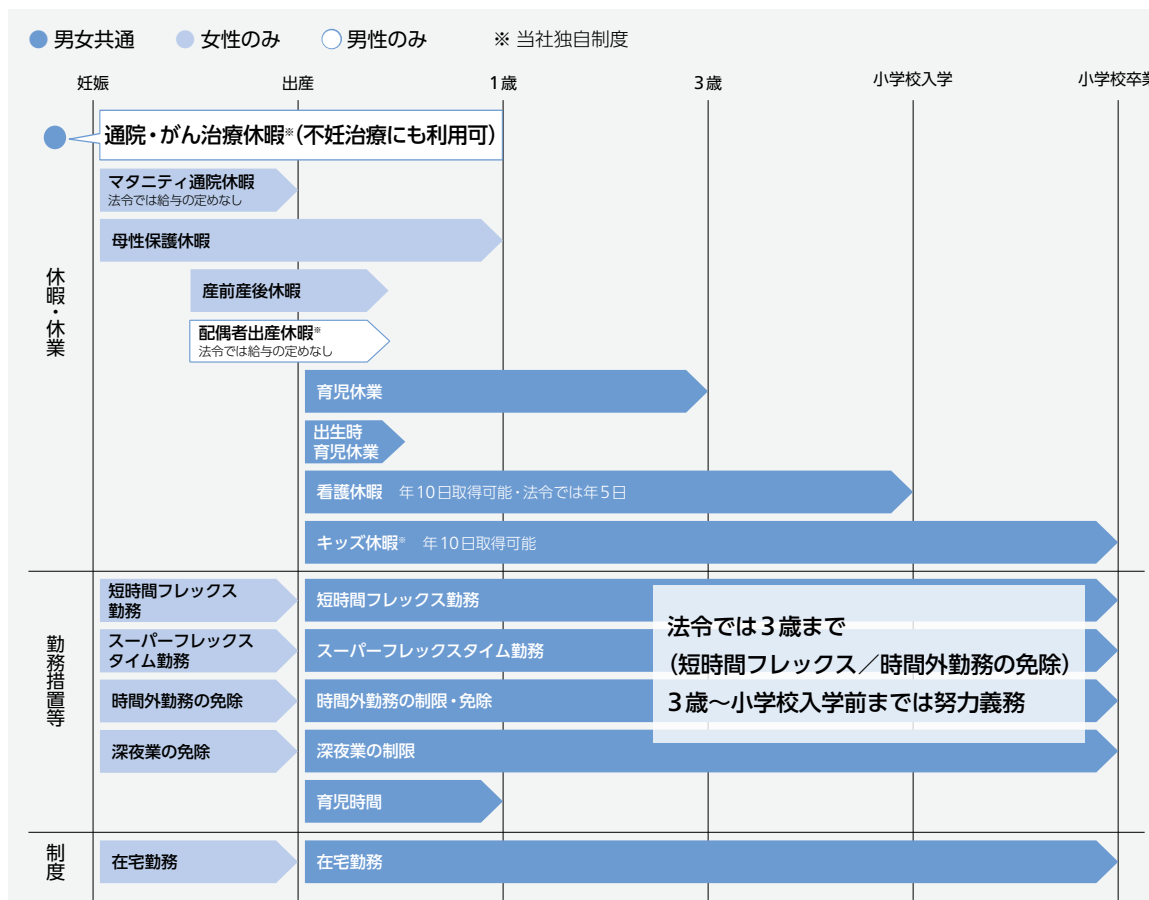 男女共通 女性のみ 男性のみ ※ 当社独自制度
妊娠 出産 1歳 3歳 小学校入学 小学校卒業
休暇・休業
通院・がん治療休暇※(不妊治療にも利用可)
マタニティ通院休暇
法令では給与の定めなし
母性保護休暇
産前産後休暇
配偶者出産休暇※
法令では給与の定めなし
育児休業
出生時
育児休業
看護休暇 年10日取得可能・法令では年5日
キッズ休暇※ 年10日取得可能
勤務措置等
短時間フレックス
勤務
短時間フレックス勤務
スーパーフレックス
タイム勤務
スーパーフレックスタイム勤務
時間外勤務の免除
時間外勤務の制限・免除
深夜業の免除
深夜業の制限
法令では3歳まで
(短時間フレックス/時間外勤務の免除)
3歳〜小学校入学前までは努力義務
育児時間
制度
在宅勤務
在宅勤務